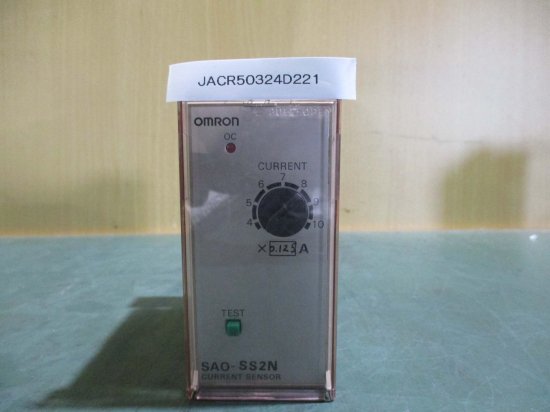 JACR50324D221
OMRON
OC
CURRENT
4 5 6 7 8 9 10
×0.125A
TEST
SAO-SS2N
CURRENT SENSOR